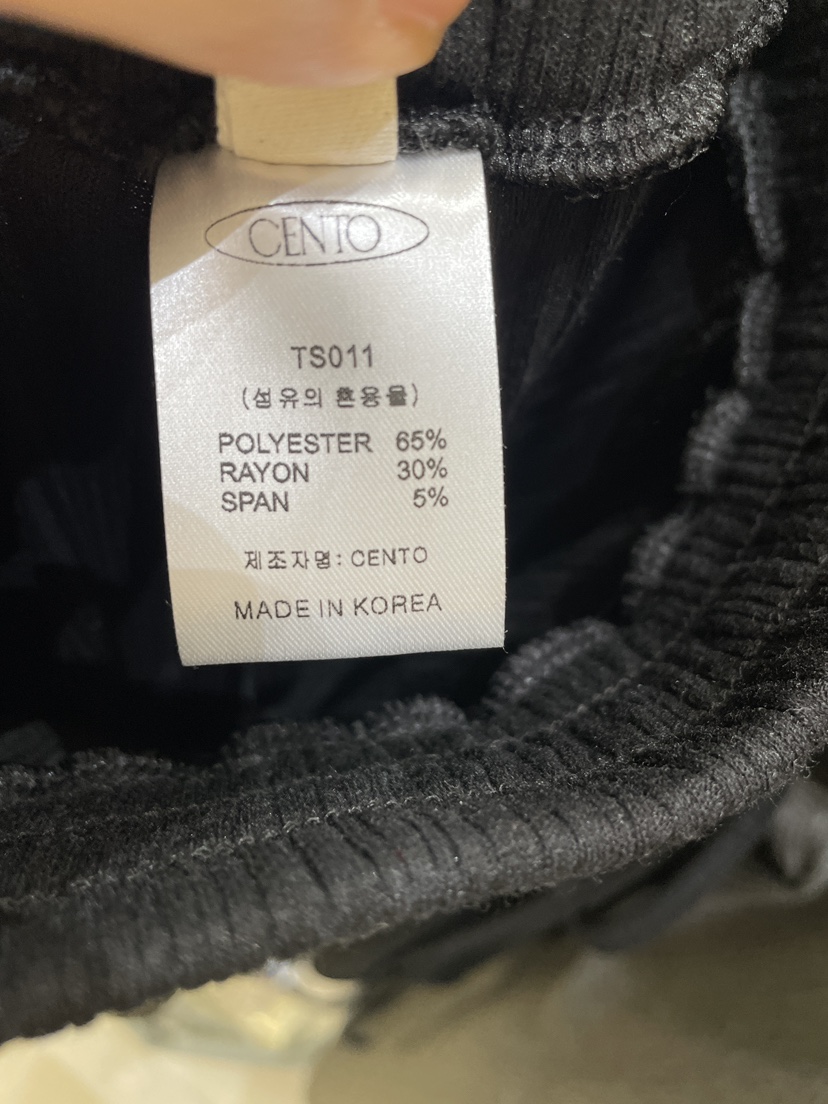 CENTO
TS011
(섬유의 혼용율)
POLYESTER 65%
RAYON 30%
SPAN 5%
제조자명: CENTO
MADE IN KOREA